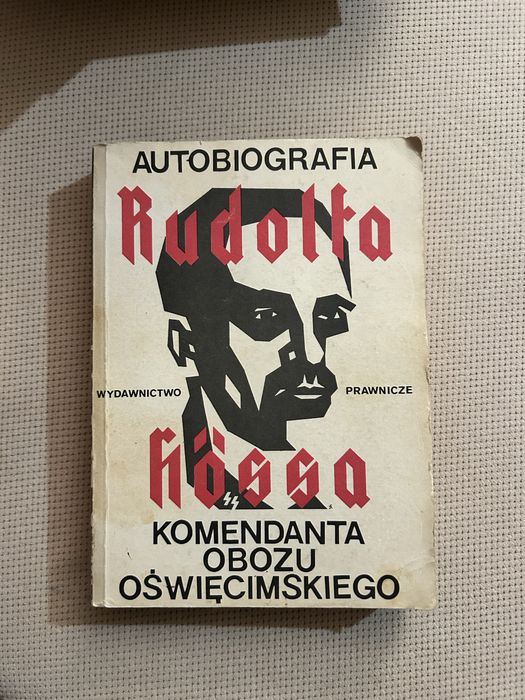 AUTOBIOGRAFIA
Rudolfa
WYDAWNICTWO PRAWNICZE
Hössa
KOMENDANTA
OBOZU
OŚWIĘCIMSKIEGO